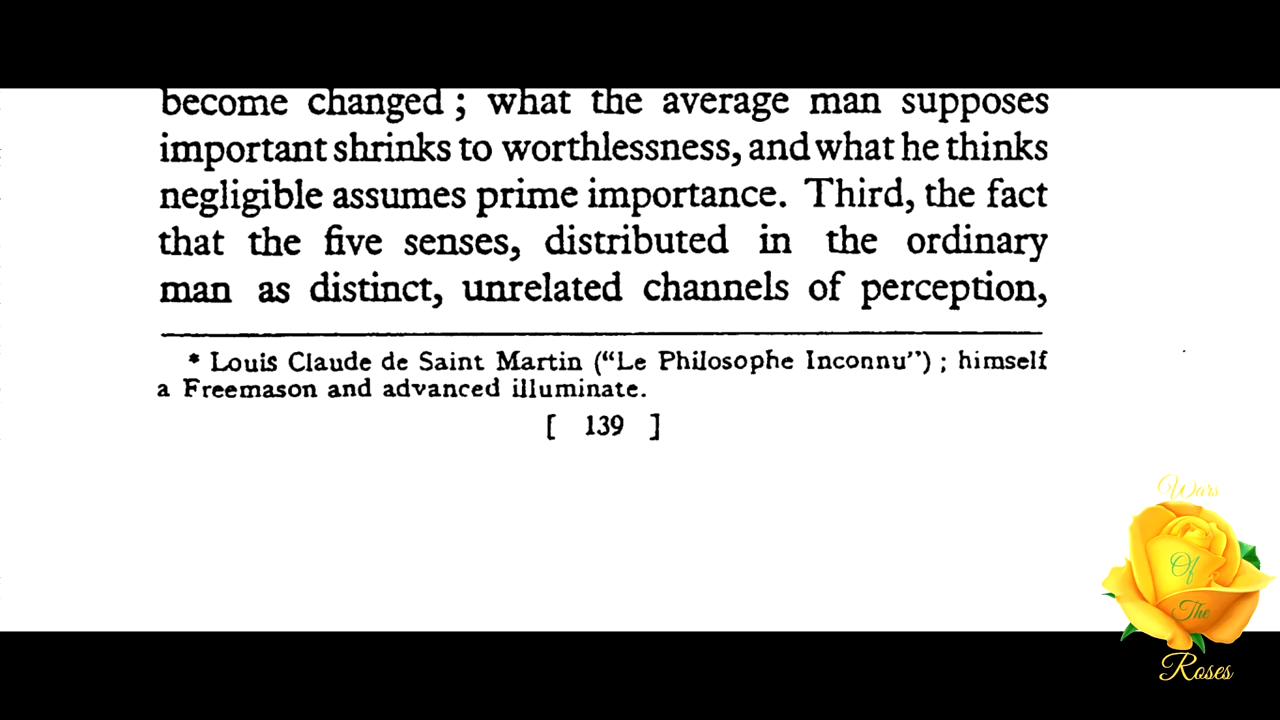 become changed ; what the average man supposes
important shrinks to worthlessness, and what he thinks
negligible assumes prime importance. Third, the fact
that the five senses, distributed in the ordinary
man as distinct, unrelated channels of perception,
* Louis Claude de Saint Martin ("Le Philosophe Inconnu") ; himself
a Freemason and advanced illuminate.
[ 139 ]
Wars
Of
The
Roses